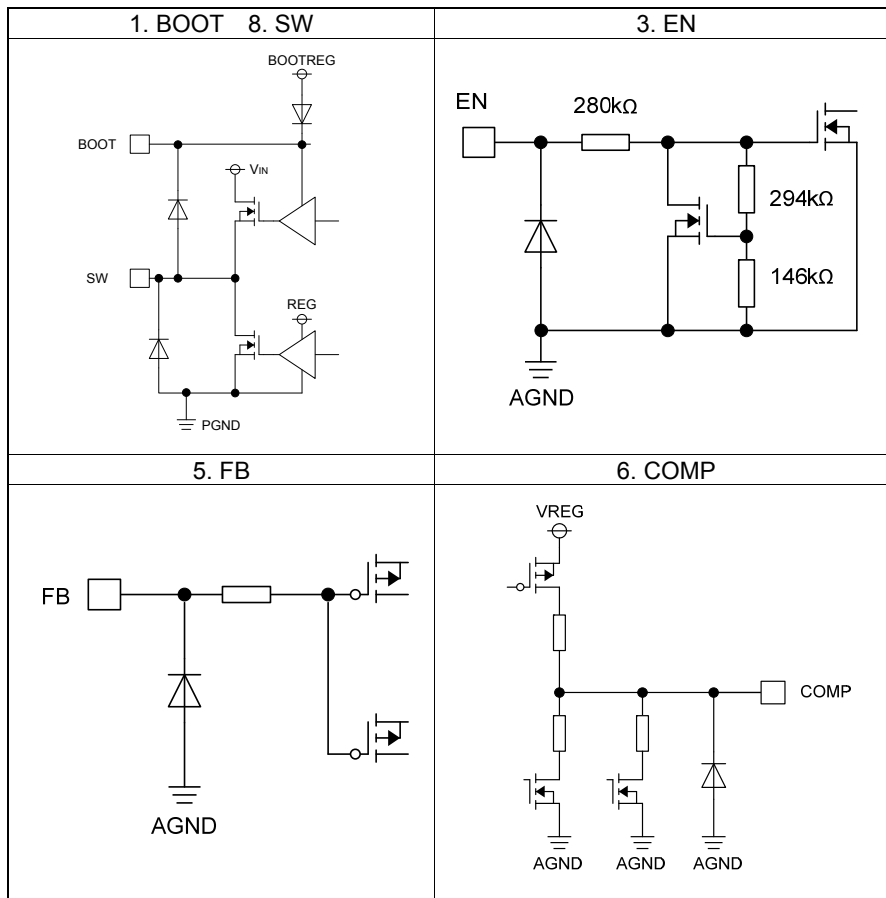 1. BOOT 8. SW
3. EN
BOOTREG
BOOT
VIN
SW
REG
PGND
EN
280kΩ
294kΩ
146kΩ
AGND
5. FB
6. COMP
FB
AGND
VREG
COMP
AGND AGND AGND